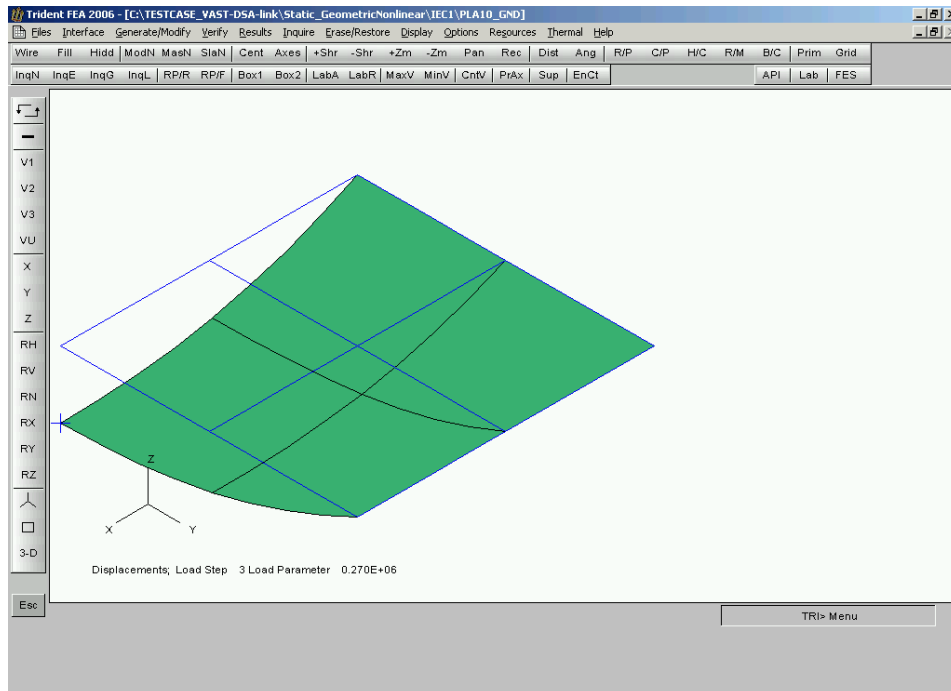 Trident FEA 2006 - [C:\TESTCASE_VAST-DSA-link\Static_GeometricNonlinear\IEC1\PLA10_GND]
Files Interface Generate/Modify Verify Results Inquire Erase/Restore Display Options Resources Thermal Help
Wire Fill Hidd ModN MasN SlaN Cent Axes +Shr -Shr +Zm -Zm Pan Rec Dist Ang R/P C/P H/C R/M B/C Prim Grid
InqN InqE InqG InqL RP/R RP/F Box1 Box2 LabA LabR MaxV MinV CntV PrAx Sup EnCt API Lab FES
V1
V2
V3
VU
X
Y
Z
RH
RV
RN
RX
RY
RZ
3-D
Esc
Z
X Y
Displacements; Load Step 3 Load Parameter 0.270E+06
TRI> Menu